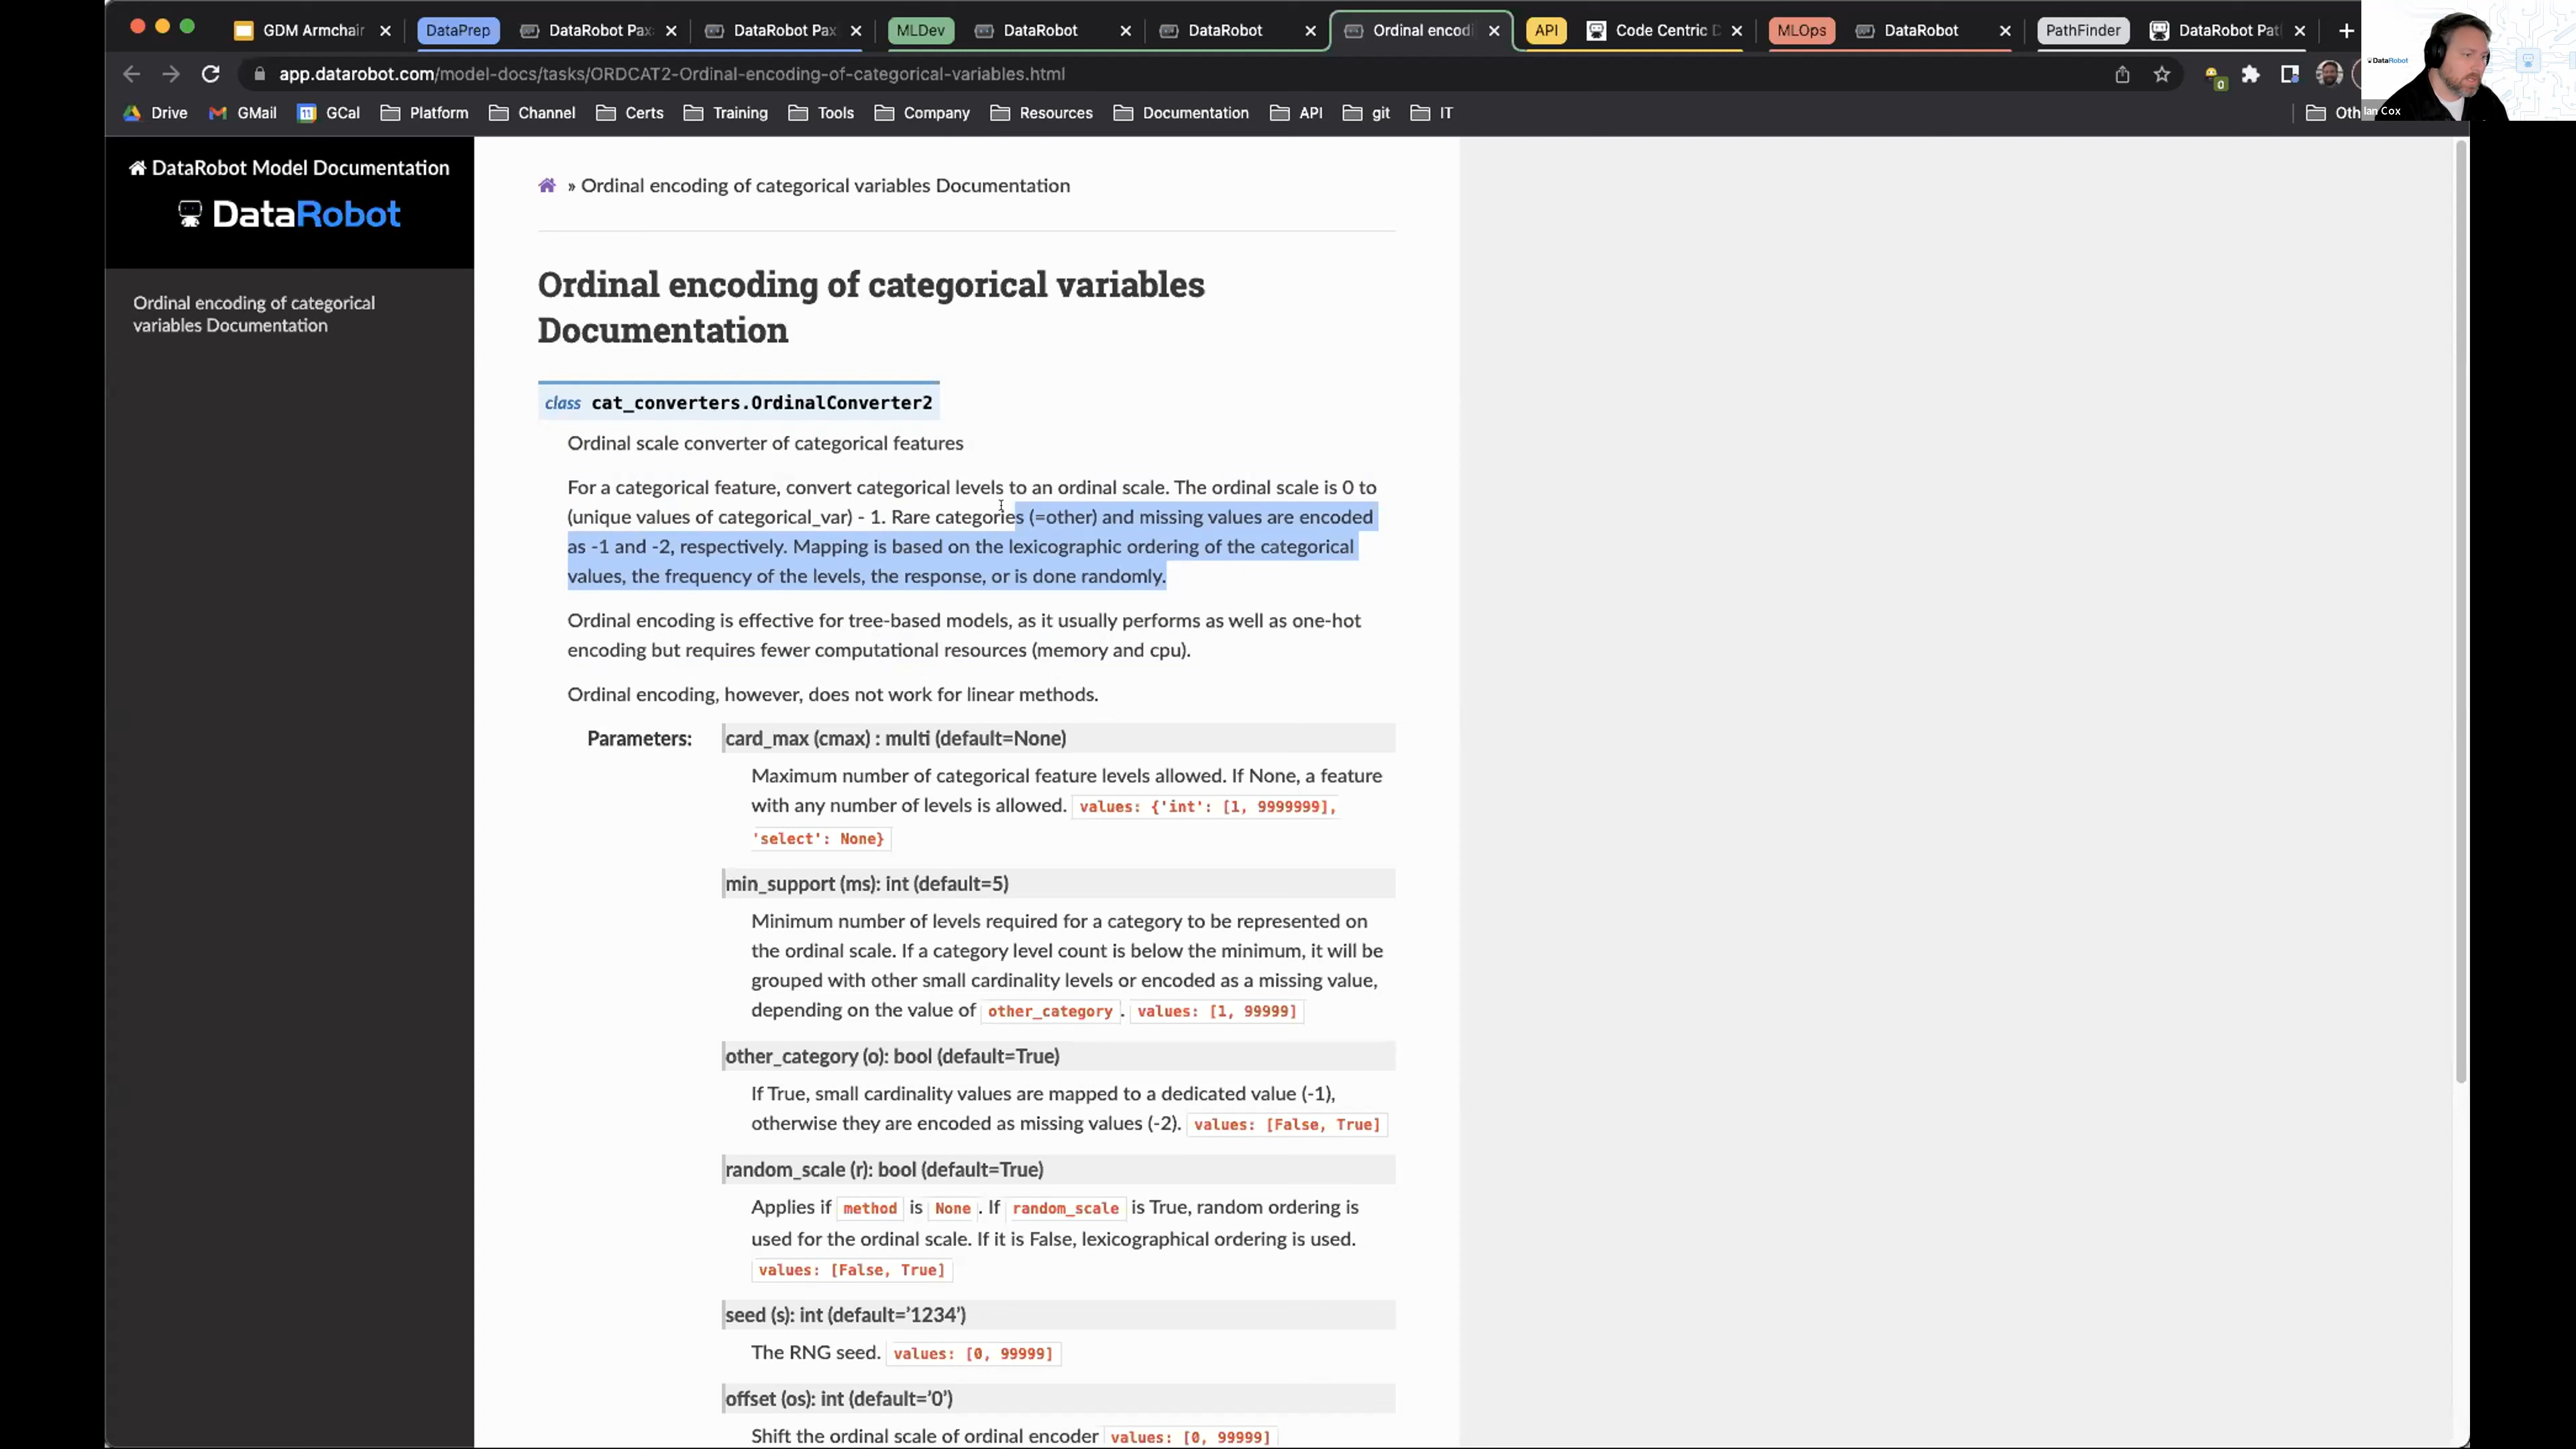 GDM Armchair
DataPrep
DataRobot Pax
DataRobot Pax
MLDev
DataRobot
DataRobot
Ordinal encodi
API
Code Centric D
MLOps
DataRobot
PathFinder
DataRobot Pat
app.datarobot.com/model-docs/tasks/ORDCAT2-Ordinal-encoding-of-categorical-variables.html
0
Drive
GMail
GCal
Platform
Channel
Certs
Training
Tools
Company
Resources
Documentation
API
git
IT
Oth
DataRobot
Ian Cox
DataRobot Model Documentation
DataRobot
Ordinal encoding of categorical
variables Documentation
» Ordinal encoding of categorical variables Documentation
Ordinal encoding of categorical variables
Documentation
class cat_converters.OrdinalConverter2
Ordinal scale converter of categorical features
For a categorical feature, convert categorical levels to an ordinal scale. The ordinal scale is 0 to
(unique values of categorical_var) - 1. Rare categories (=other) and missing values are encoded
as -1 and -2, respectively. Mapping is based on the lexicographic ordering of the categorical
values, the frequency of the levels, the response, or is done randomly.
Ordinal encoding is effective for tree-based models, as it usually performs as well as one-hot
encoding but requires fewer computational resources (memory and cpu).
Ordinal encoding, however, does not work for linear methods.
Parameters: card_max (cmax) : multi (default=None)
Maximum number of categorical feature levels allowed. If None, a feature
with any number of levels is allowed. values: {'int': [1, 9999999],
'select': None}
min_support (ms): int (default=5)
Minimum number of levels required for a category to be represented on
the ordinal scale. If a category level count is below the minimum, it will be
grouped with other small cardinality levels or encoded as a missing value,
depending on the value of other_category. values: [1, 99999]
other_category (o): bool (default=True)
If True, small cardinality values are mapped to a dedicated value (-1),
otherwise they are encoded as missing values (-2). values: [False, True]
random_scale (r): bool (default=True)
Applies if method is None. If random_scale is True, random ordering is
used for the ordinal scale. If it is False, lexicographical ordering is used.
values: [False, True]
seed (s): int (default='1234')
The RNG seed. values: [0, 99999]
offset (os): int (default='0')
Shift the ordinal scale of ordinal encoder values: [0, 99999]